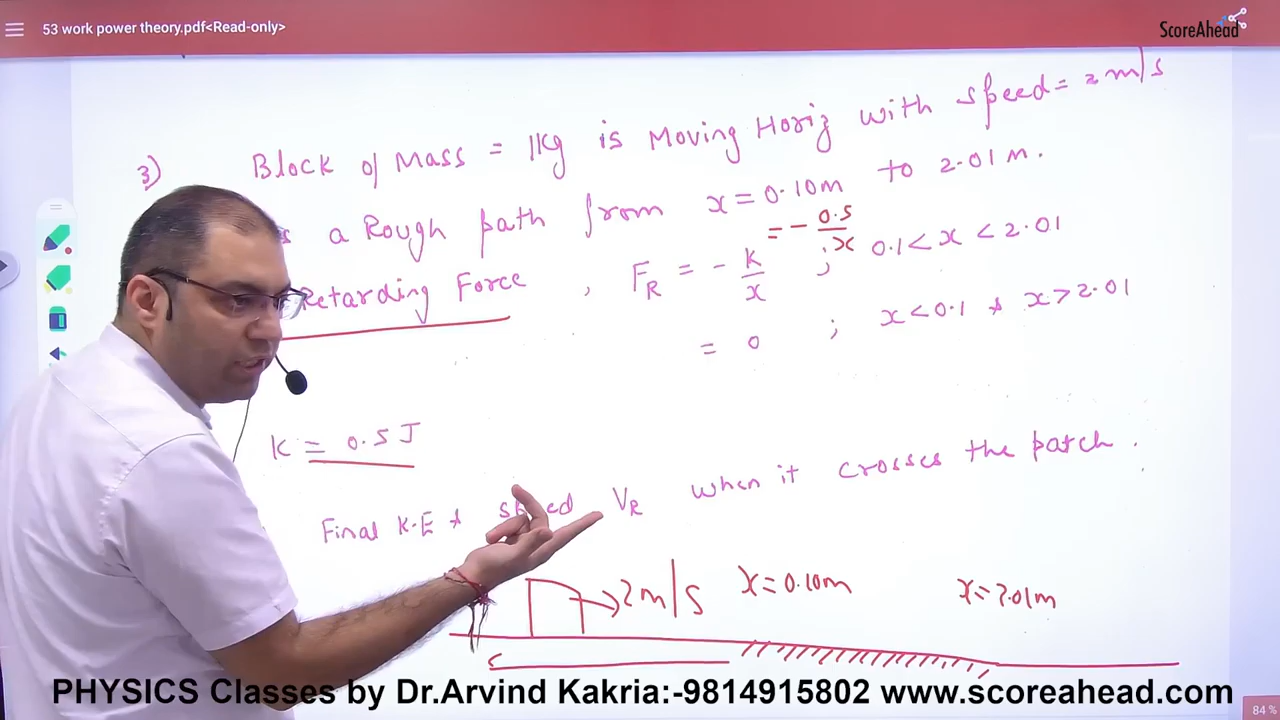 53 work power theory.pdf<Read-only>
ScoreAhead
3) Block of Mass = 1Kg is Moving Horiz with speed = 2 m/s
a Rough path from x = 0.10m to 2.01 m.
= - 0.5/x
Retarding Force , F_R = - k/x ; 0.1 < x < 2.01
= 0 ; x < 0.1 & x > 2.01
K = 0.5 J
Final K.E & speed V_R when it crosses the patch.
2m/s x=0.10m x=2.01m
PHYSICS Classes by Dr.Arvind Kakria:-9814915802 www.scoreahead.com
84 %